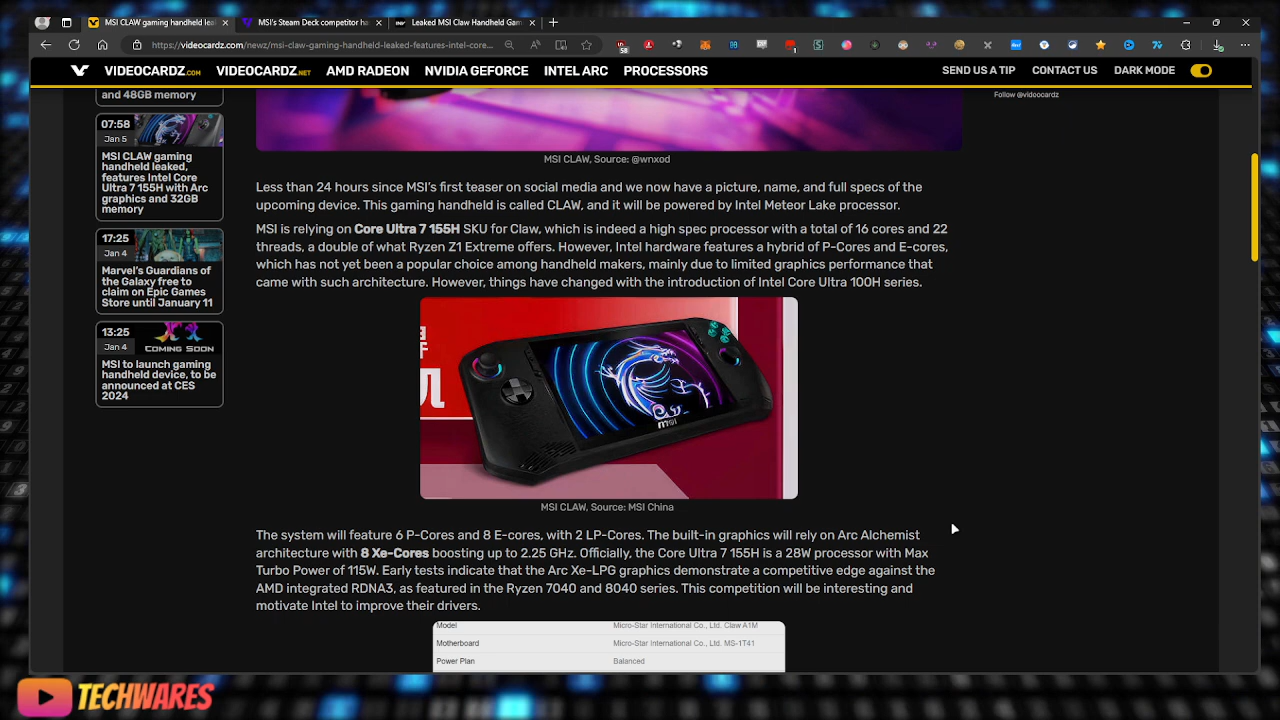 MSI CLAW gaming handheld leak
MSI's Steam Deck competitor ha
Leaked MSI Claw Handheld Gam
https://videocardz.com/newz/msi-claw-gaming-handheld-leaked-features-intel-core...
VIDEOCARDZ.COM
VIDEOCARDZ.NET
AMD RADEON
NVIDIA GEFORCE
INTEL ARC
PROCESSORS
SEND US A TIP
CONTACT US
DARK MODE
and 48GB memory
07:58
Jan 5
MSI CLAW gaming
handheld leaked,
features Intel Core
Ultra 7 155H with Arc
graphics and 32GB
memory
17:25
Jan 4
Marvel's Guardians of
the Galaxy free to
claim on Epic Games
Store until January 11
13:25
Jan 4
COMING SOON
MSI to launch gaming
handheld device, to be
announced at CES
2024
Follow @videocardz
MSI CLAW, Source: @wnxod
Less than 24 hours since MSI's first teaser on social media and we now have a picture, name, and full specs of the
upcoming device. This gaming handheld is called CLAW, and it will be powered by Intel Meteor Lake processor.
MSI is relying on Core Ultra 7 155H SKU for Claw, which is indeed a high spec processor with a total of 16 cores and 22
threads, a double of what Ryzen Z1 Extreme offers. However, Intel hardware features a hybrid of P-Cores and E-cores,
which has not yet been a popular choice among handheld makers, mainly due to limited graphics performance that
came with such architecture. However, things have changed with the introduction of Intel Core Ultra 100H series.
机
msi
MSI CLAW, Source: MSI China
The system will feature 6 P-Cores and 8 E-cores, with 2 LP-Cores. The built-in graphics will rely on Arc Alchemist
architecture with 8 Xe-Cores boosting up to 2.25 GHz. Officially, the Core Ultra 7 155H is a 28W processor with Max
Turbo Power of 115W. Early tests indicate that the Arc Xe-LPG graphics demonstrate a competitive edge against the
AMD integrated RDNA3, as featured in the Ryzen 7040 and 8040 series. This competition will be interesting and
motivate Intel to improve their drivers.
Model Micro-Star International Co., Ltd. Claw A1M
Motherboard Micro-Star International Co., Ltd. MS-1T41
Power Plan Balanced
TECHWARES